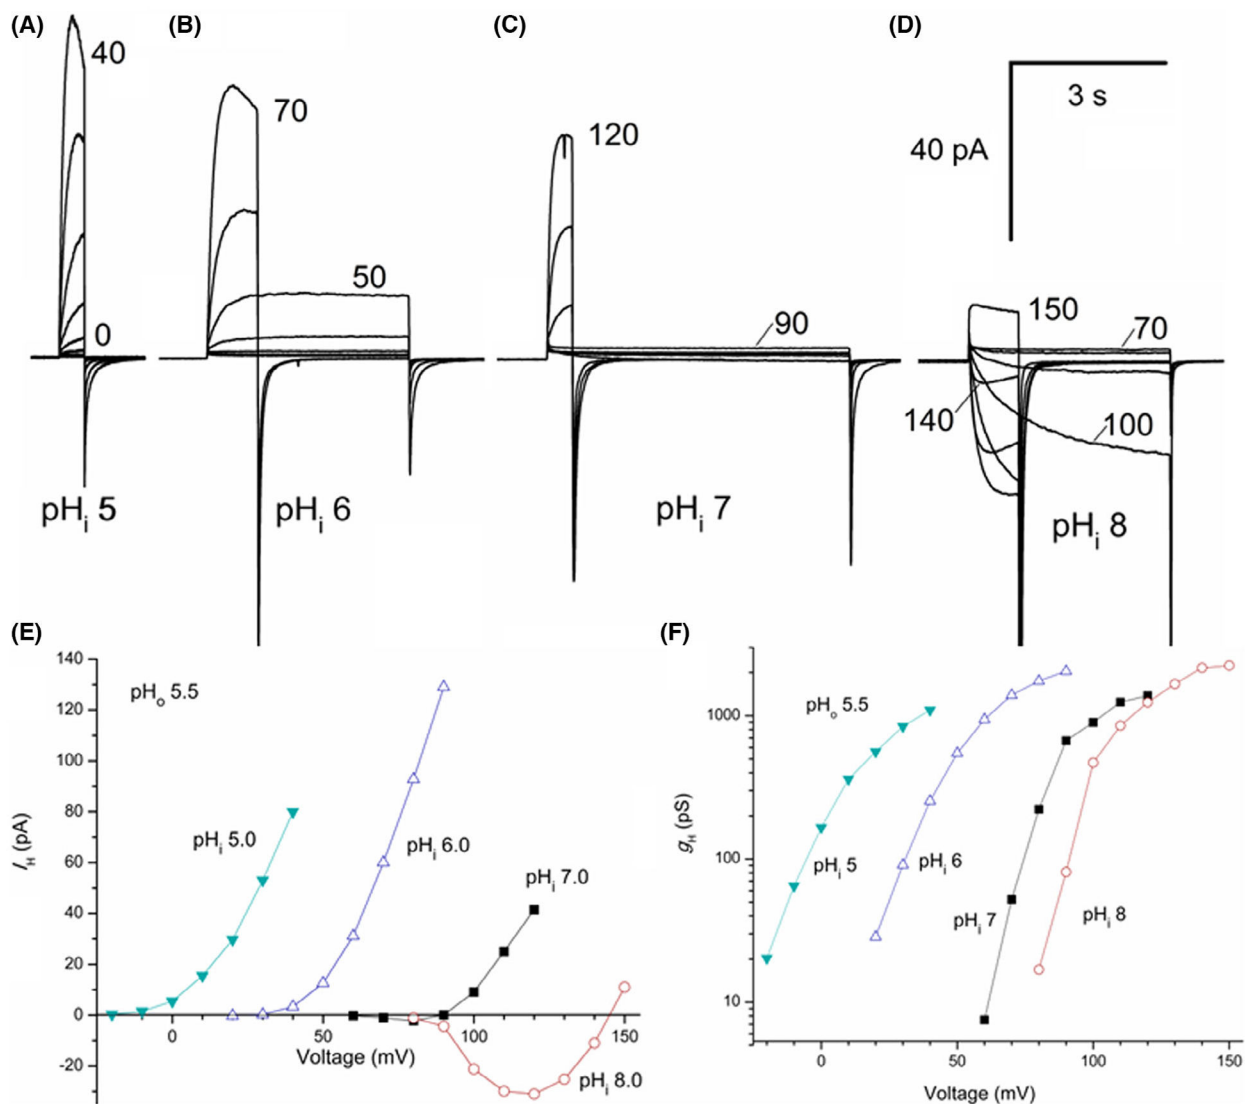 (A)
(B)
(C)
(D)
40
0
pHi 5
70
50
pHi 6
120
90
pHi 7
3 s
40 pA
150
70
140
100
pHi 8
(E)
140
120
100
80
60
40
20
0
-20
IH (pA)
pHo 5.5
pHi 5.0
pHi 6.0
pHi 7.0
pHi 8.0
0
50
100
150
Voltage (mV)
(F)
1000
100
10
gH (pS)
pHo 5.5
pHi 5
pHi 6
pHi 7
pHi 8
0
50
100
150
Voltage (mV)